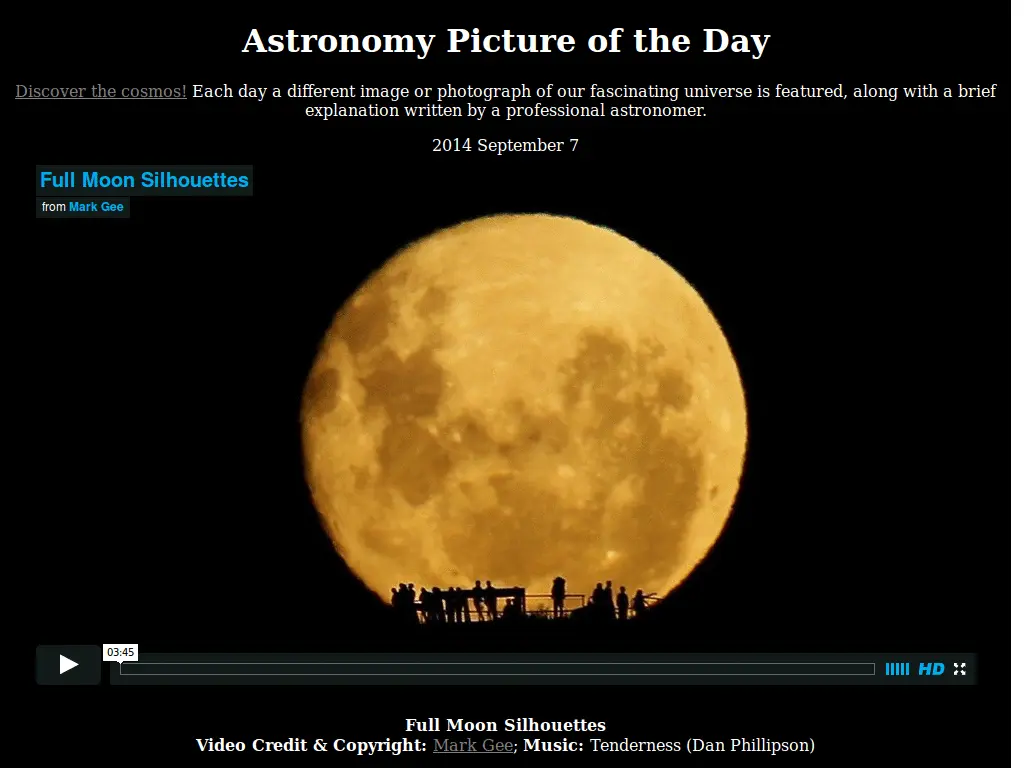 Astronomy Picture of the Day
Discover the cosmos! Each day a different image or photograph of our fascinating universe is featured, along with a brief
explanation written by a professional astronomer.
2014 September 7
Full Moon Silhouettes
from Mark Gee
03:45
HD
Full Moon Silhouettes
Video Credit & Copyright: Mark Gee; Music: Tenderness (Dan Phillipson)